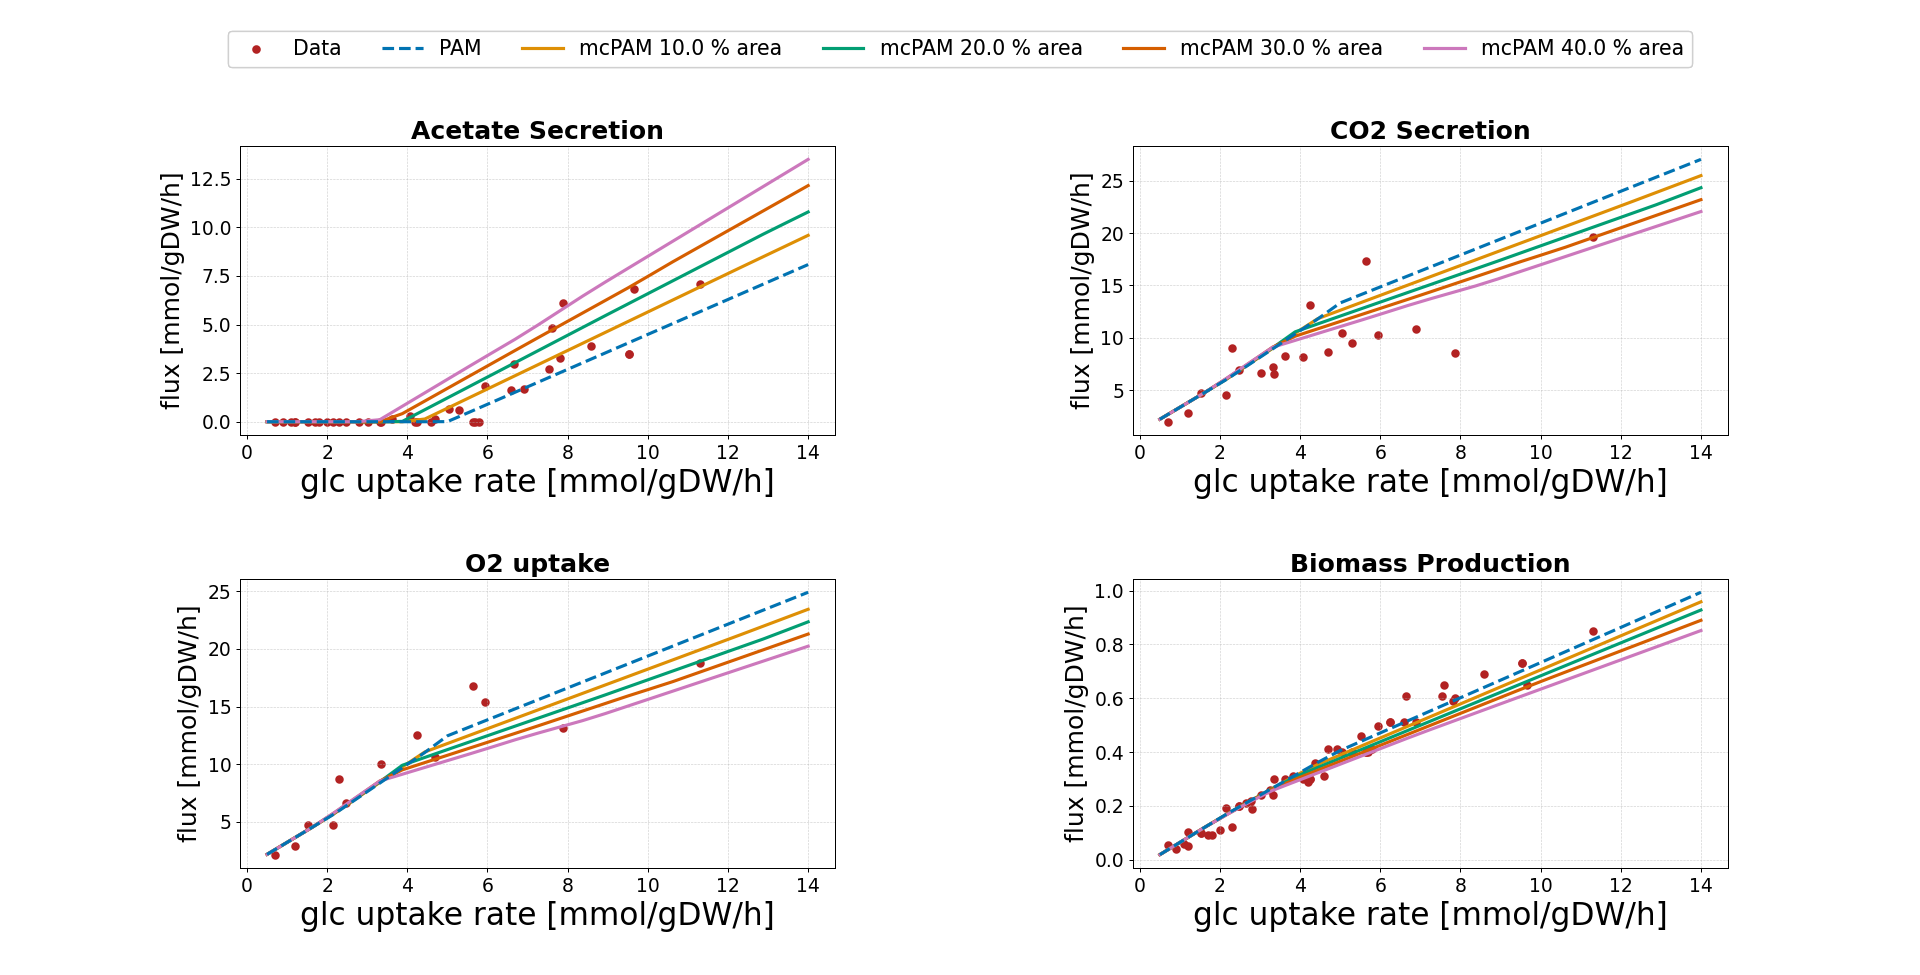 Data PAM mcPAM 10.0 % area mcPAM 20.0 % area mcPAM 30.0 % area mcPAM 40.0 % area
Acetate Secretion
flux [mmol/gDW/h]
12.5
10.0
7.5
5.0
2.5
0.0
0 2 4 6 8 10 12 14
glc uptake rate [mmol/gDW/h]
CO2 Secretion
flux [mmol/gDW/h]
25
20
15
10
5
0 2 4 6 8 10 12 14
glc uptake rate [mmol/gDW/h]
O2 uptake
flux [mmol/gDW/h]
25
20
15
10
5
0 2 4 6 8 10 12 14
glc uptake rate [mmol/gDW/h]
Biomass Production
flux [mmol/gDW/h]
1.0
0.8
0.6
0.4
0.2
0.0
0 2 4 6 8 10 12 14
glc uptake rate [mmol/gDW/h]